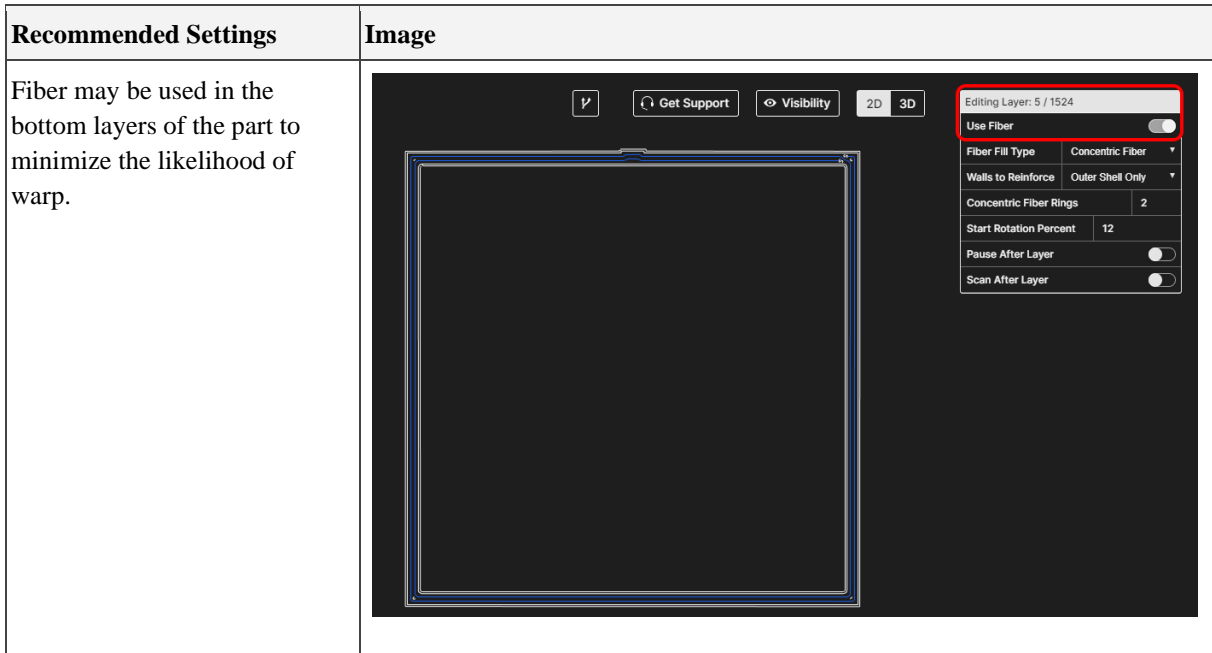 Recommended Settings
Image
Fiber may be used in the
bottom layers of the part to
minimize the likelihood of
warp.
Get Support
Visibility
2D 3D
Editing Layer: 5 / 1524
Use Fiber
Fiber Fill Type Concentric Fiber
Walls to Reinforce Outer Shell Only
Concentric Fiber Rings 2
Start Rotation Percent 12
Pause After Layer
Scan After Layer